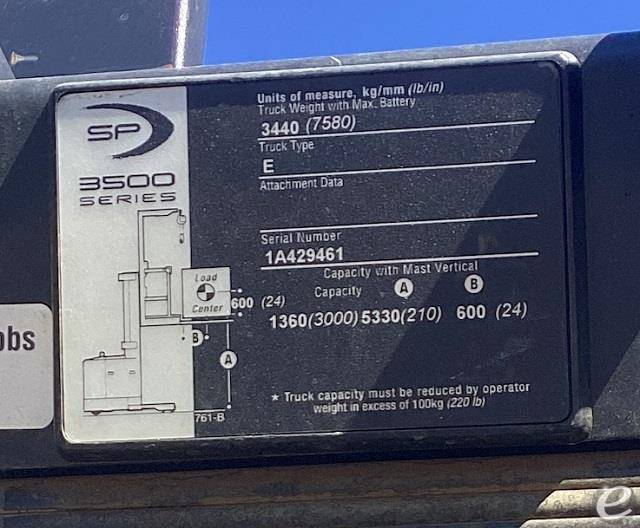 SP
3500
SERIES
Units of measure, kg/mm (lb/in)
Truck Weight with Max. Battery
3440 (7580)
Truck Type
E
Attachment Data
Serial Number
1A429461
Capacity with Mast Vertical
Capacity A B
1360(3000) 5330(210) 600 (24)
Load
Center
600 (24)
B
A
761-B
* Truck capacity must be reduced by operator
weight in excess of 100kg (220 lb)
obs
e